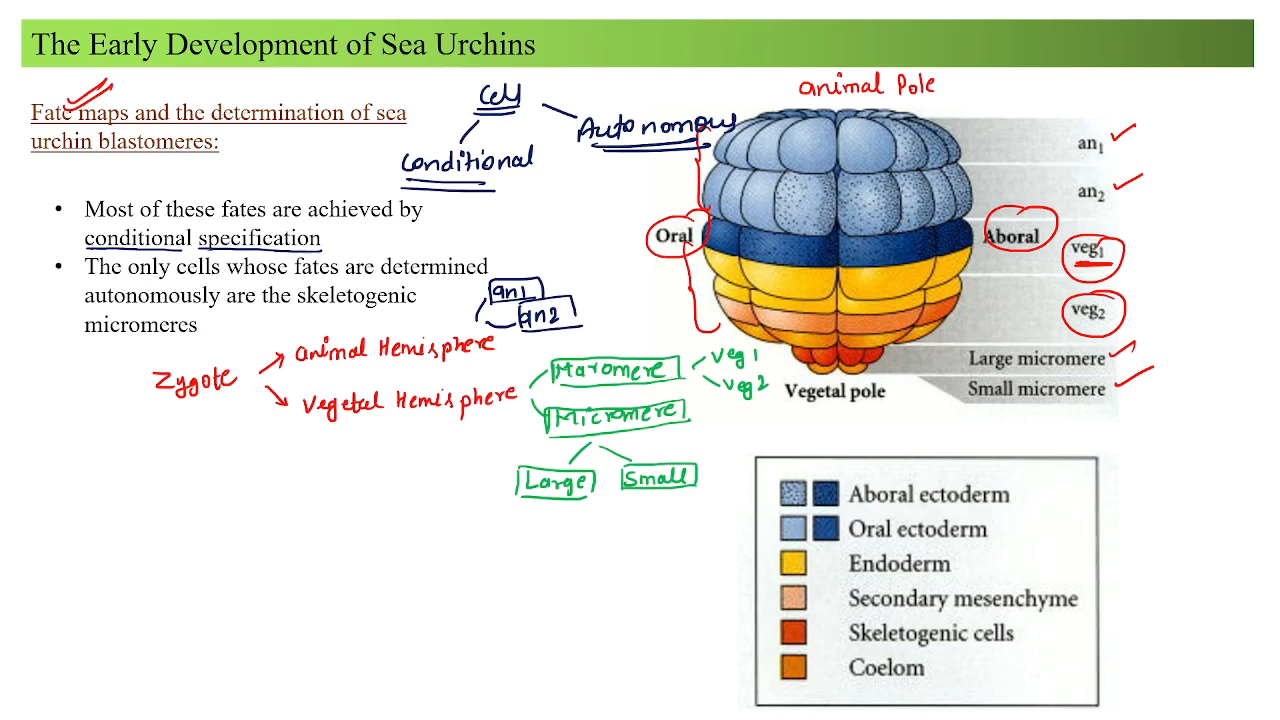 The Early Development of Sea Urchins
Fate maps and the determination of sea
urchin blastomeres:
Cell
Conditional
Autonomous
• Most of these fates are achieved by
conditional specification
• The only cells whose fates are determined
autonomously are the skeletogenic
micromeres
an1
an2
Zygote
Animal Hemisphere
Vegetal Hemisphere
Maromere
Veg 1
Veg 2
Micromere
Large
Small
animal Pole
Oral
Aboral
an1
an2
veg1
veg2
Large micromere
Small micromere
Vegetal pole
Aboral ectoderm
Oral ectoderm
Endoderm
Secondary mesenchyme
Skeletogenic cells
Coelom